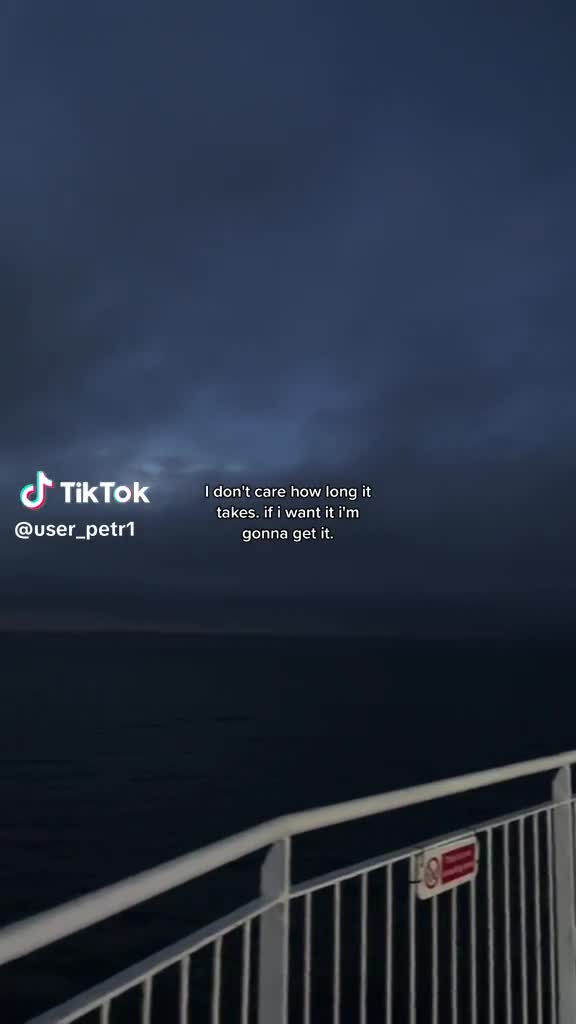 TikTok
@user_petr1
I don't care how long it
takes. if i want it i'm
gonna get it.